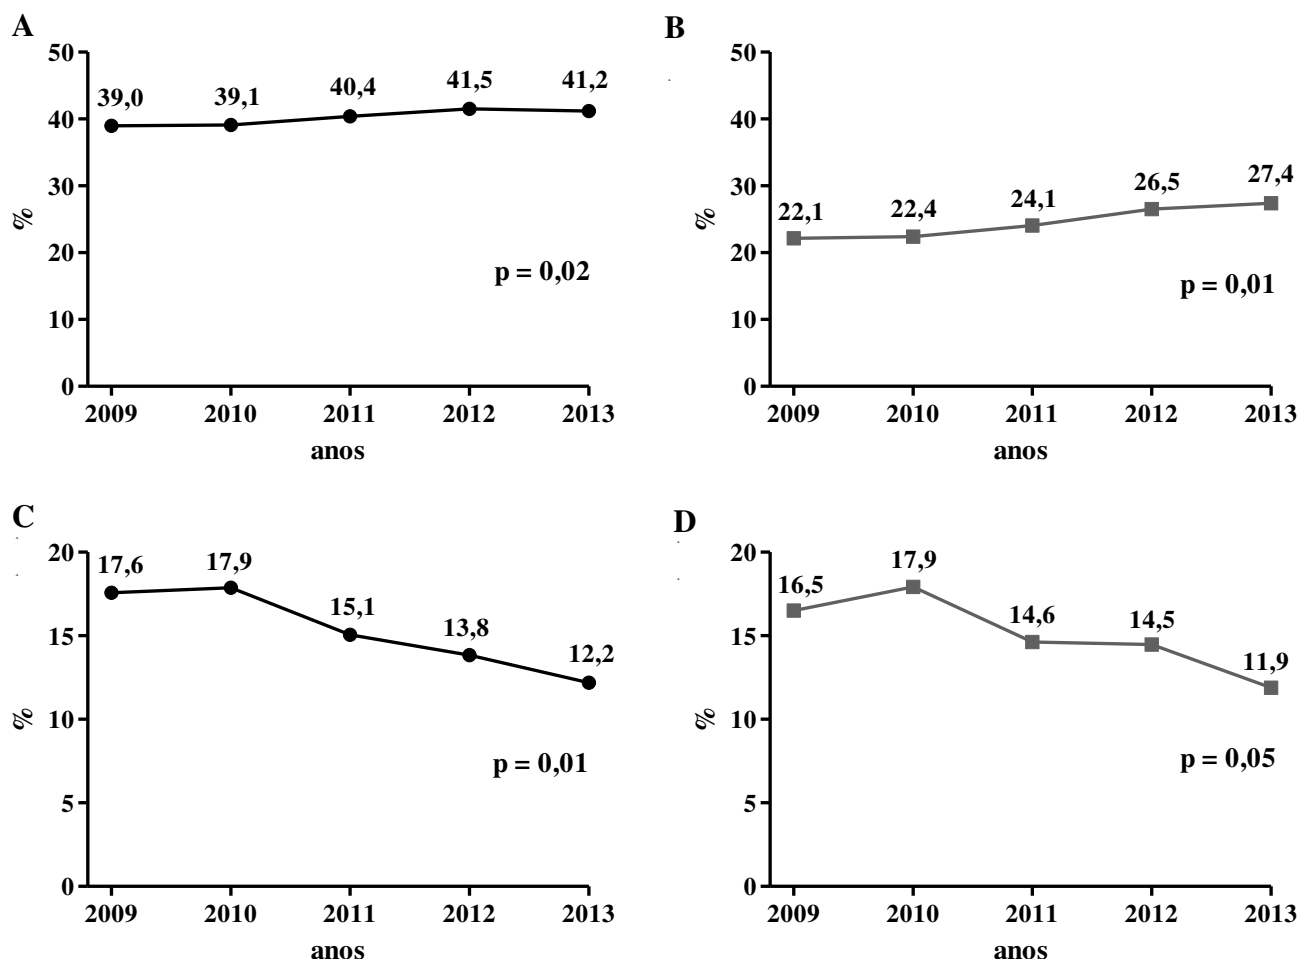 A
50
40
30
20
10
0
%
39,0
39,1
40,4
41,5
41,2
p = 0,02
2009 2010 2011 2012 2013
anos
B
50
40
30
20
10
0
%
22,1
22,4
24,1
26,5
27,4
p = 0,01
2009 2010 2011 2012 2013
anos
C
20
15
10
5
0
%
17,6
17,9
15,1
13,8
12,2
p = 0,01
2009 2010 2011 2012 2013
anos
D
20
15
10
5
0
%
16,5
17,9
14,6
14,5
11,9
p = 0,05
2009 2010 2011 2012 2013
anos